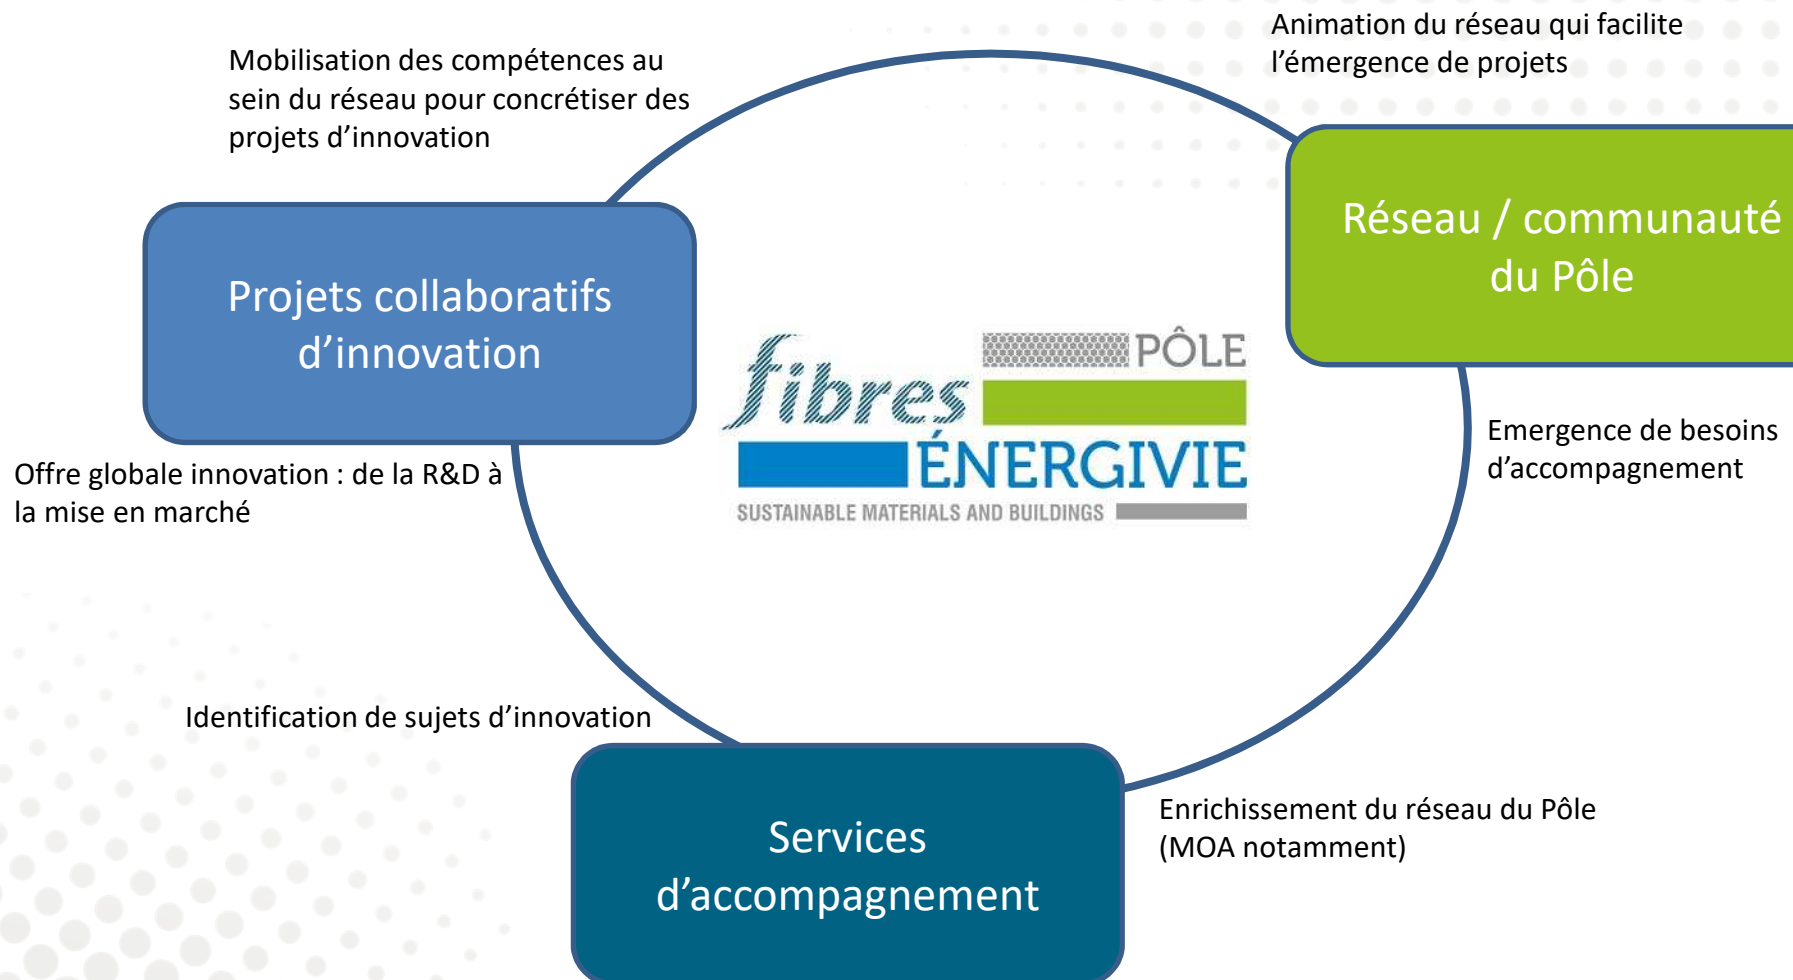 Animation du réseau qui facilite
l’émergence de projets
Mobilisation des compétences au
sein du réseau pour concrétiser des
projets d’innovation
Réseau / communauté
du Pôle
Projets collaboratifs
d’innovation
fibres
PÔLE
ÉNERGIVIE
SUSTAINABLE MATERIALS AND BUILDINGS
Emergence de besoins
d’accompagnement
Offre globale innovation : de la R&D à
la mise en marché
Identification de sujets d’innovation
Services
d’accompagnement
Enrichissement du réseau du Pôle
(MOA notamment)